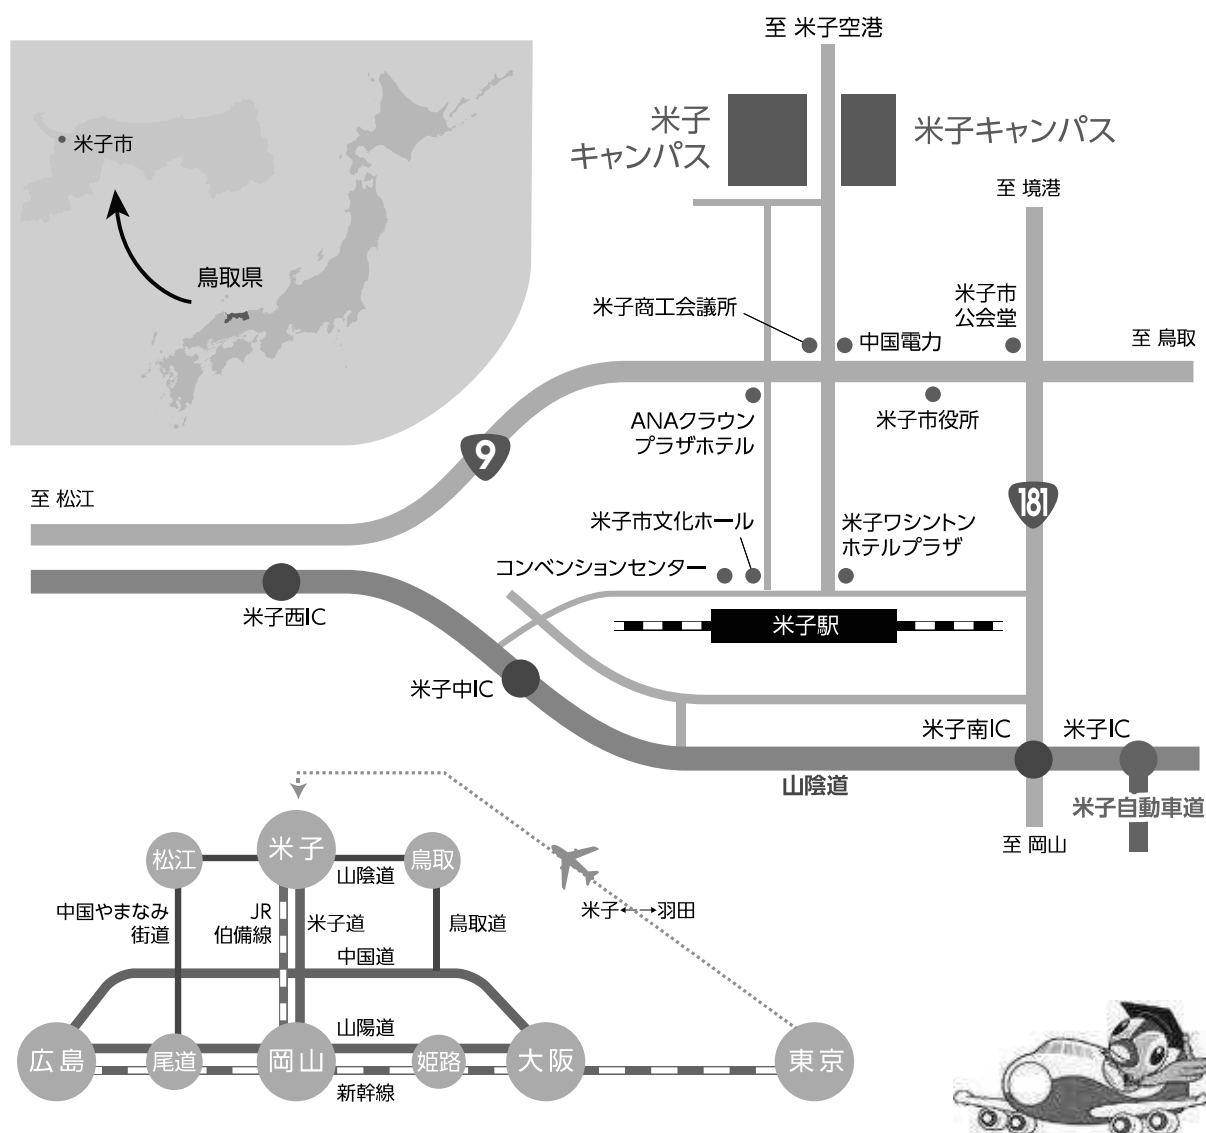 至 米子空港
米子
キャンパス
米子キャンパス
至 境港
米子市
鳥取県
米子商工会議所
中国電力
米子市
公会堂
至 鳥取
ANAクラウン
プラザホテル
米子市役所
9
至 松江
181
米子市文化ホール
米子ワシントン
ホテルプラザ
コンベンションセンター
米子西IC
米子駅
米子中IC
米子南IC
米子IC
山陰道
米子自動車道
至 岡山
松江
米子
鳥取
山陰道
中国やまなみ
街道
JR
伯備線
米子道
鳥取道
米子←→羽田
中国道
山陽道
広島
尾道
岡山
姫路
大阪
東京
新幹線